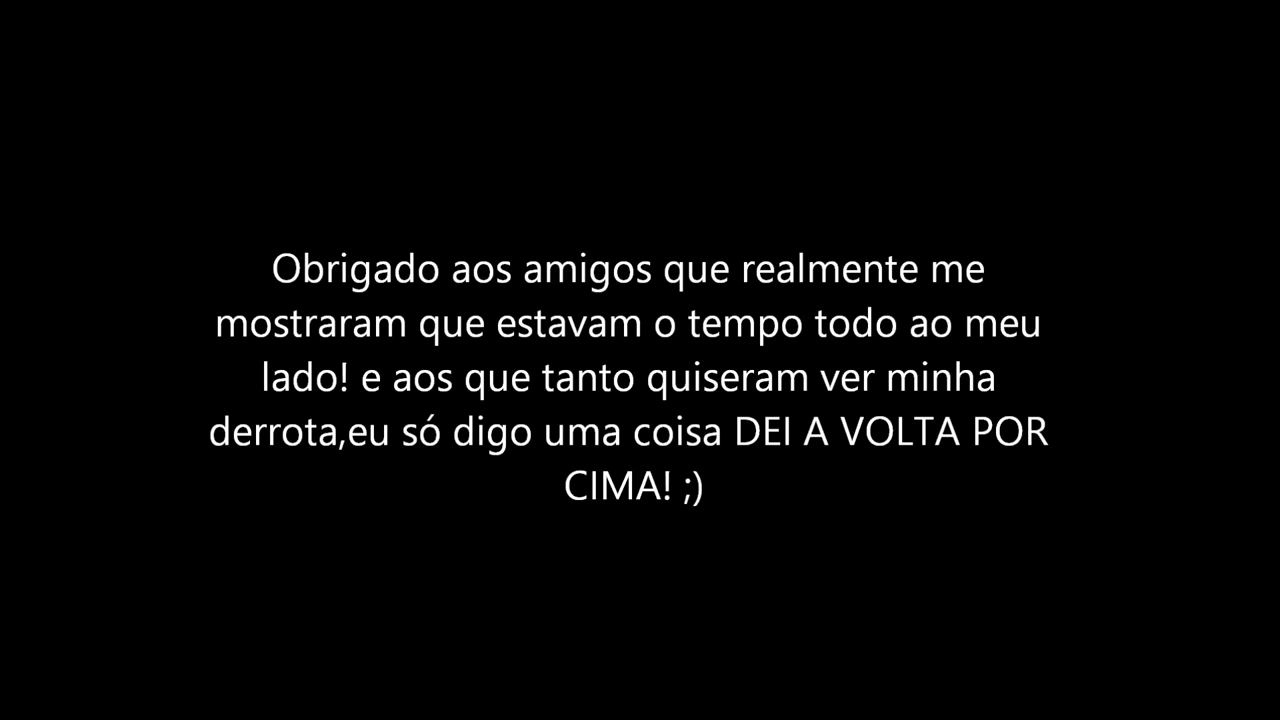 Obrigado aos amigos que realmente me
mostraram que estavam o tempo todo ao meu
lado! e aos que tanto quiseram ver minha
derrota,eu só digo uma coisa DEI A VOLTA POR
CIMA! ;)